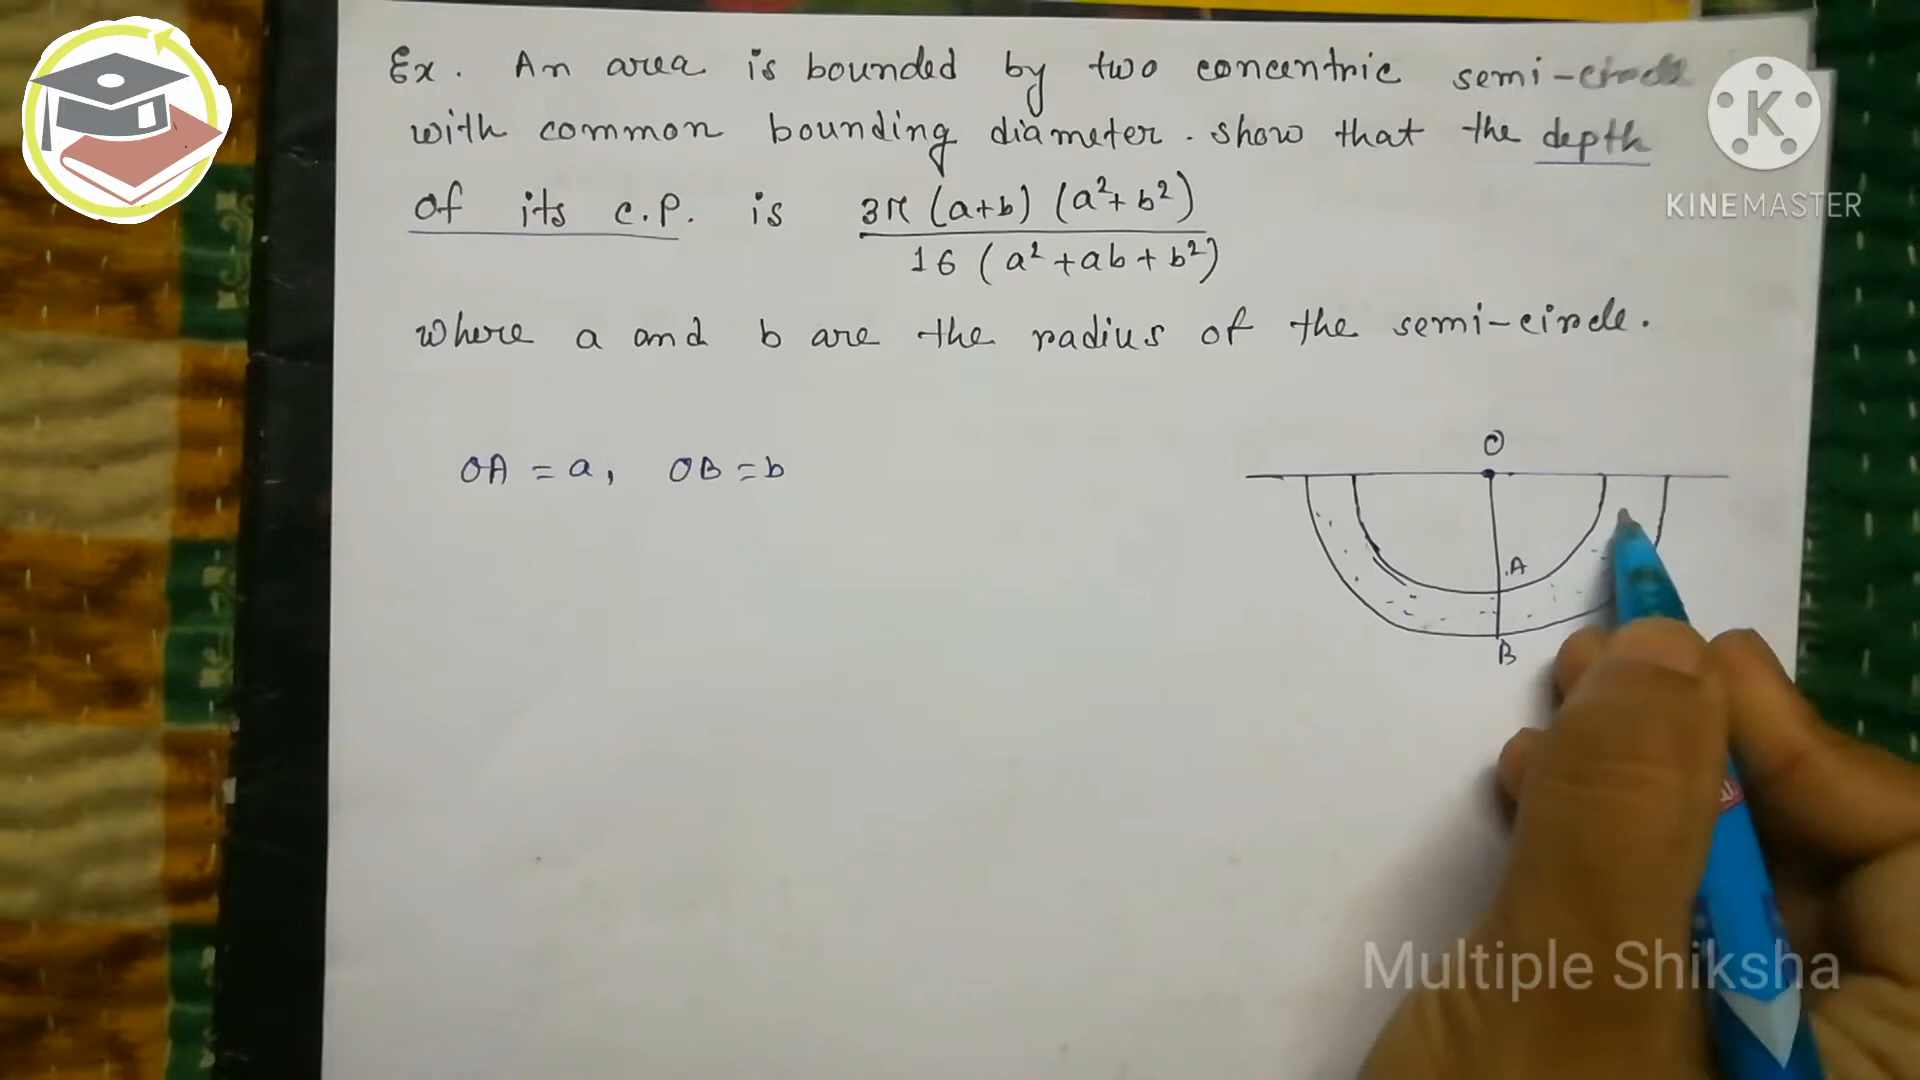 Ex. An area is bounded by two concentric semi-circle
with common bounding diameter. show that the depth
of its c.p. is 3π (a+b) (a²+b²)
16 (a²+ab+b²)
where a and b are the radius of the semi-circle.
OA = a, OB = b
O
A
B
K
KINEMASTER
Multiple Shiksha